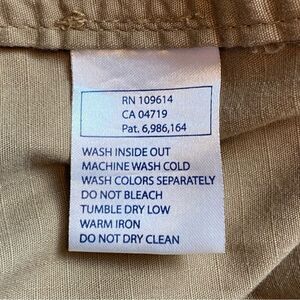 RN 109614
CA 04719
Pat. 6,986,164
WASH INSIDE OUT
MACHINE WASH COLD
WASH COLORS SEPARATELY
DO NOT BLEACH
TUMBLE DRY LOW
WARM IRON
DO NOT DRY CLEAN